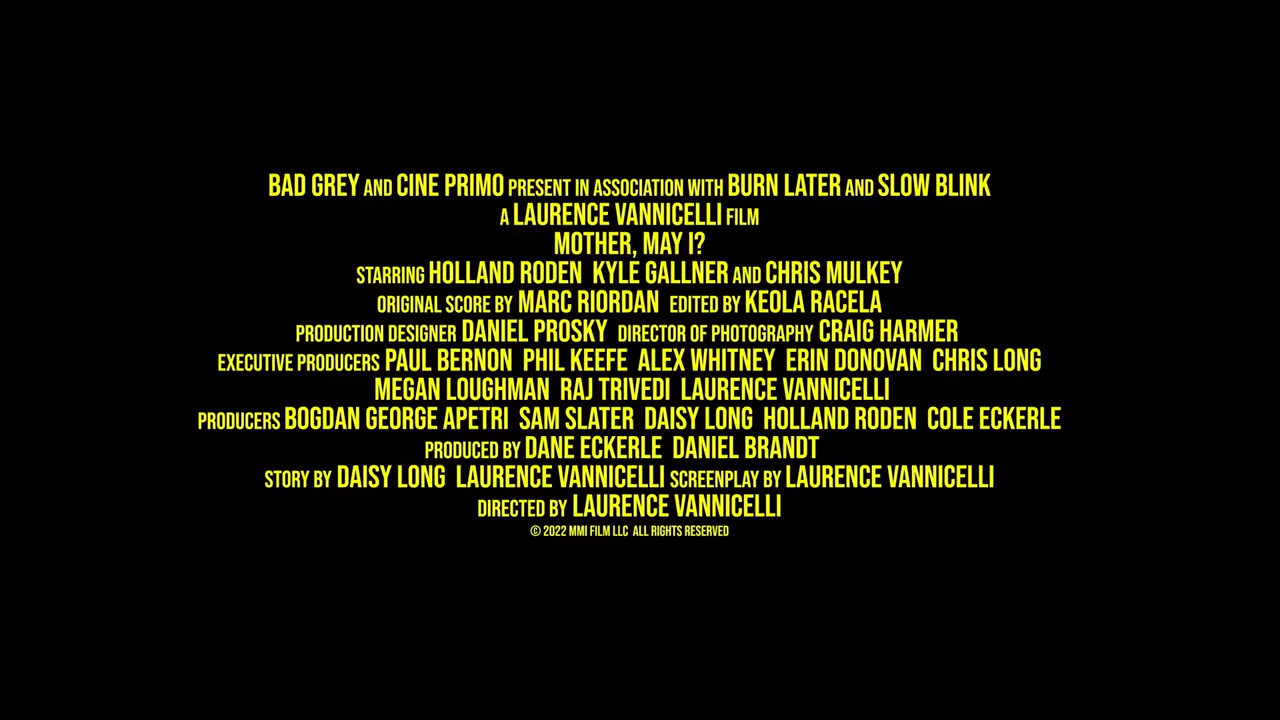 BAD GREY AND CINE PRIMO PRESENT IN ASSOCIATION WITH BURN LATER AND SLOW BLINK
A LAURENCE VANNICELLI FILM
MOTHER, MAY I?
STARRING HOLLAND RODEN KYLE GALLNER AND CHRIS MULKEY
ORIGINAL SCORE BY MARC RIORDAN EDITED BY KEOLA RACELA
PRODUCTION DESIGNER DANIEL PROSKY DIRECTOR OF PHOTOGRAPHY CRAIG HARMER
EXECUTIVE PRODUCERS PAUL BERNON PHIL KEEFE ALEX WHITNEY ERIN DONOVAN CHRIS LONG
MEGAN LOUGHMAN RAJ TRIVEDI LAURENCE VANNICELLI
PRODUCERS BOGDAN GEORGE APETRI SAM SLATER DAISY LONG HOLLAND RODEN COLE ECKERLE
PRODUCED BY DANE ECKERLE DANIEL BRANDT
STORY BY DAISY LONG LAURENCE VANNICELLI SCREENPLAY BY LAURENCE VANNICELLI
DIRECTED BY LAURENCE VANNICELLI
© 2022 MMI FILM LLC ALL RIGHTS RESERVED